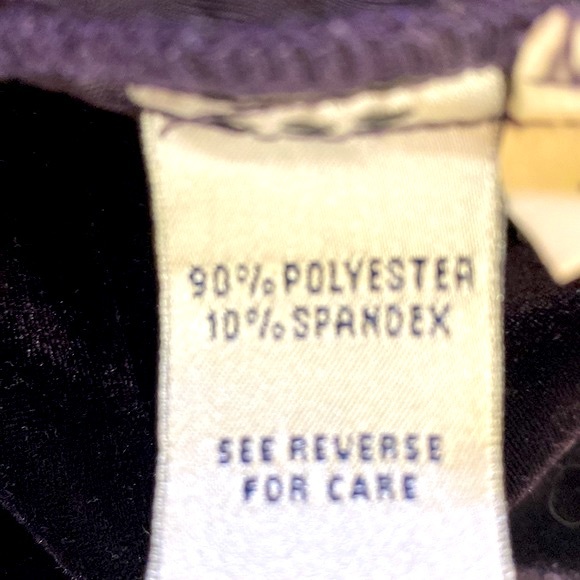 90% POLYESTER
10% SPANDEX
SEE REVERSE
FOR CARE